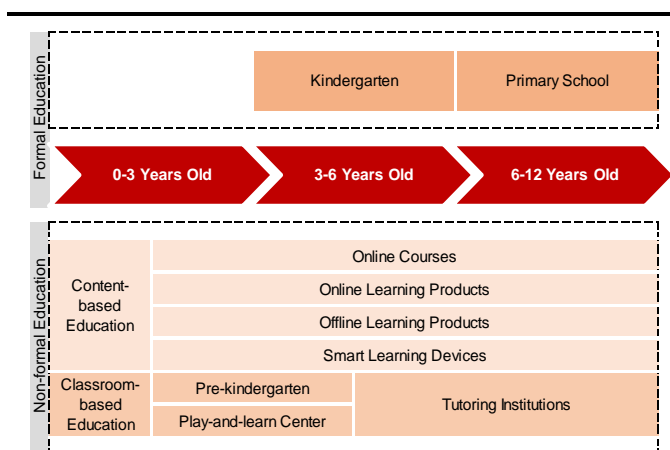 Formal Education
Kindergarten
Primary School
0-3 Years Old
3-6 Years Old
6-12 Years Old
Non-formal Education
Content-
based
Education
Online Courses
Online Learning Products
Offline Learning Products
Smart Learning Devices
Classroom-
based
Education
Pre-kindergarten
Play-and-learn Center
Tutoring Institutions